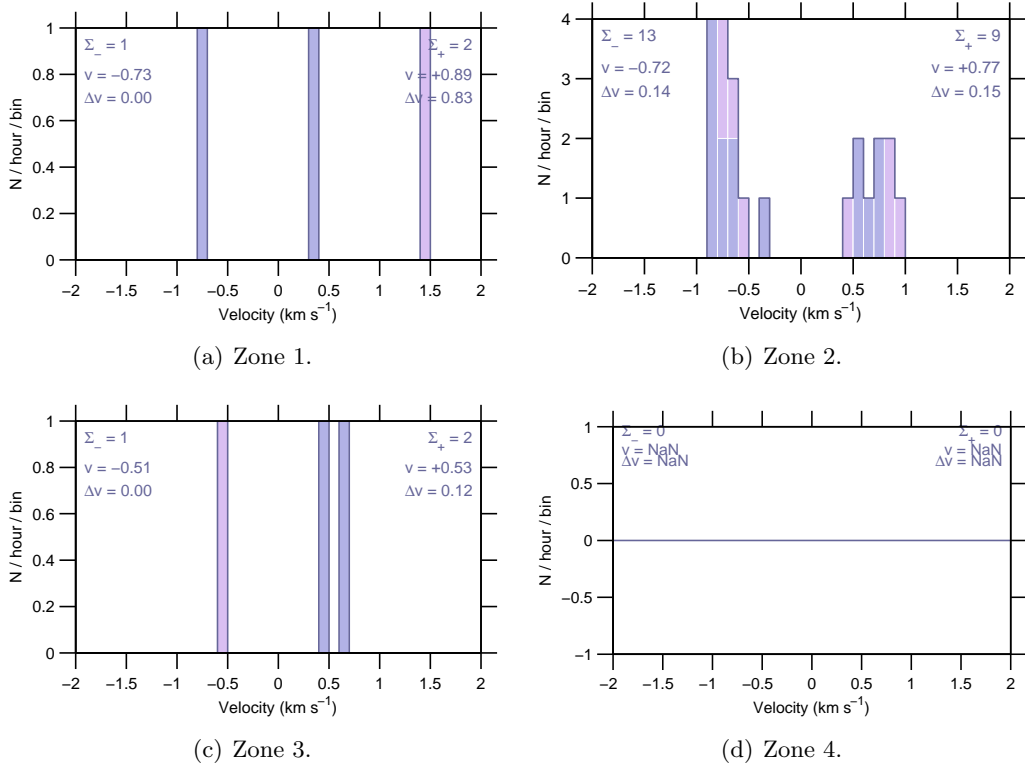 1
0.8
0.6
0.4
0.2
0
N / hour / bin
Σ− = 1
v = −0.73
Δv = 0.00
Σ+ = 2
v = +0.89
Δv = 0.83
−2 −1.5 −1 −0.5 0 0.5 1 1.5 2
Velocity (km s−1)
(a) Zone 1.
4
3
2
1
0
N / hour / bin
Σ− = 13
v = −0.72
Δv = 0.14
Σ+ = 9
v = +0.77
Δv = 0.15
−2 −1.5 −1 −0.5 0 0.5 1 1.5 2
Velocity (km s−1)
(b) Zone 2.
1
0.8
0.6
0.4
0.2
0
N / hour / bin
Σ− = 1
v = −0.51
Δv = 0.00
Σ+ = 2
v = +0.53
Δv = 0.12
−2 −1.5 −1 −0.5 0 0.5 1 1.5 2
Velocity (km s−1)
(c) Zone 3.
1
0.5
0
−0.5
−1
N / hour / bin
Σ− = 0
v = NaN
Δv = NaN
Σ+ = 0
v = NaN
Δv = NaN
−2 −1.5 −1 −0.5 0 0.5 1 1.5 2
Velocity (km s−1)
(d) Zone 4.